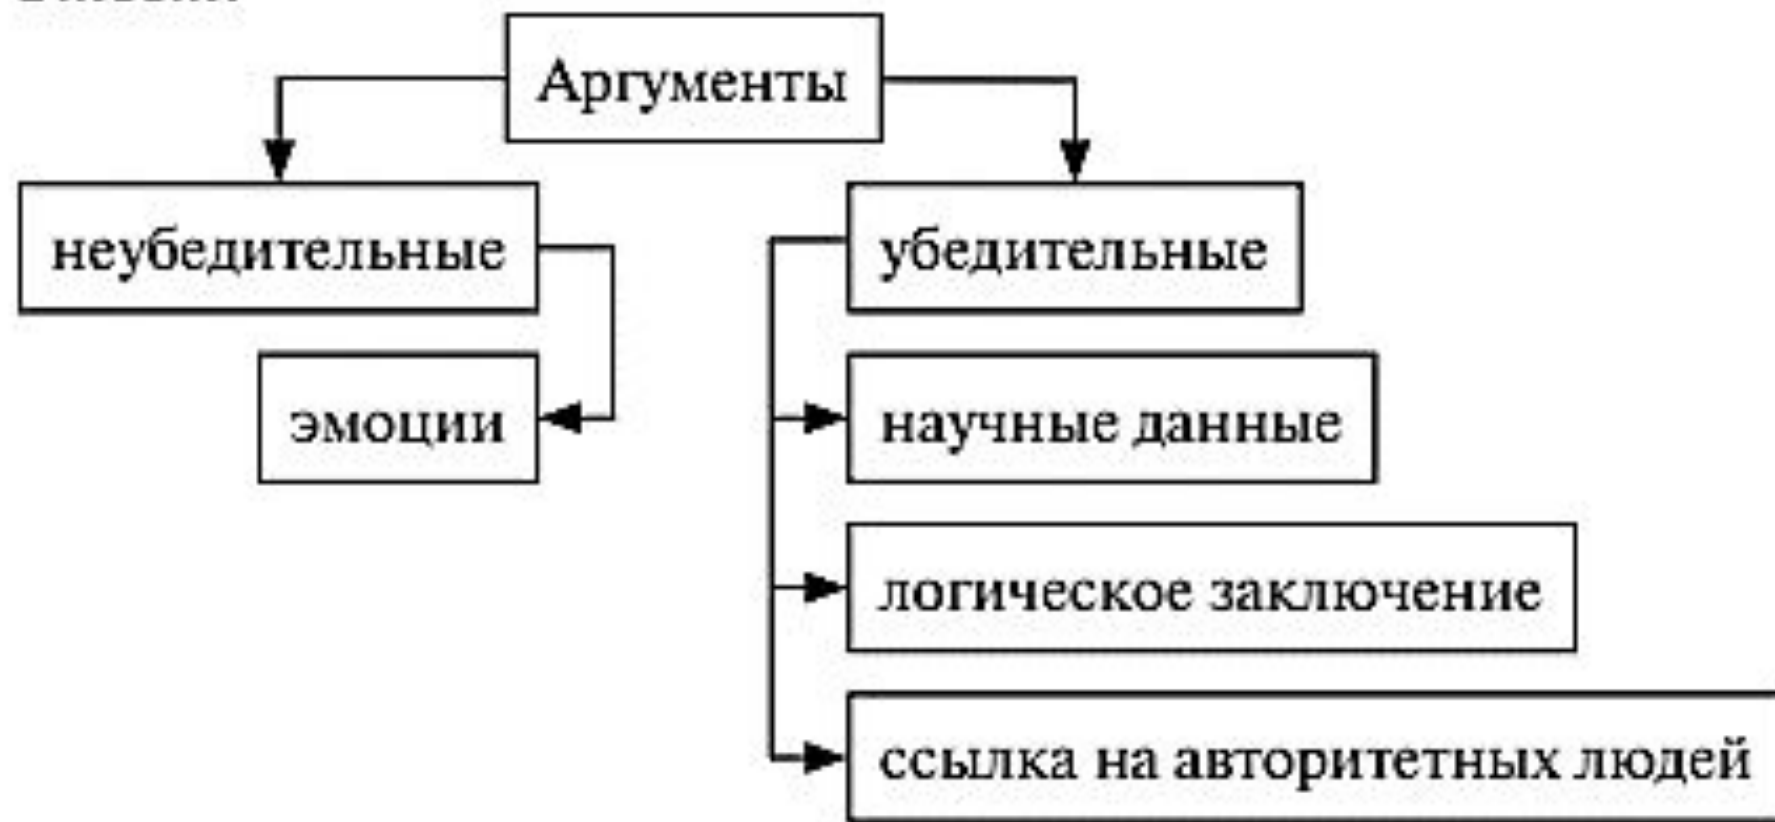 Аргументы
неубедительные
убедительные
эмоции
научные данные
логическое заключение
ссылка на авторитетных людей